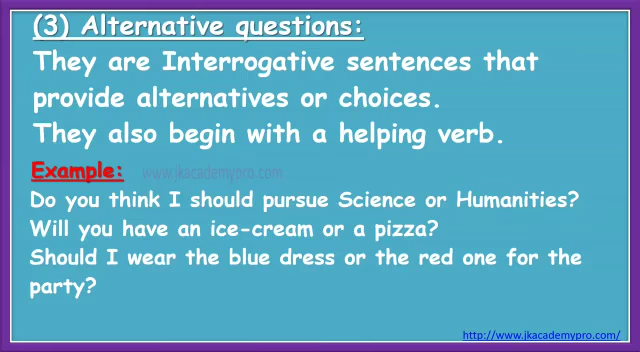 (3) Alternative questions:
They are Interrogative sentences that
provide alternatives or choices.
They also begin with a helping verb.
Example: www.jkacademypro.com
Do you think I should pursue Science or Humanities?
Will you have an ice-cream or a pizza?
Should I wear the blue dress or the red one for the
party?
http://www.jkacademypro.com/